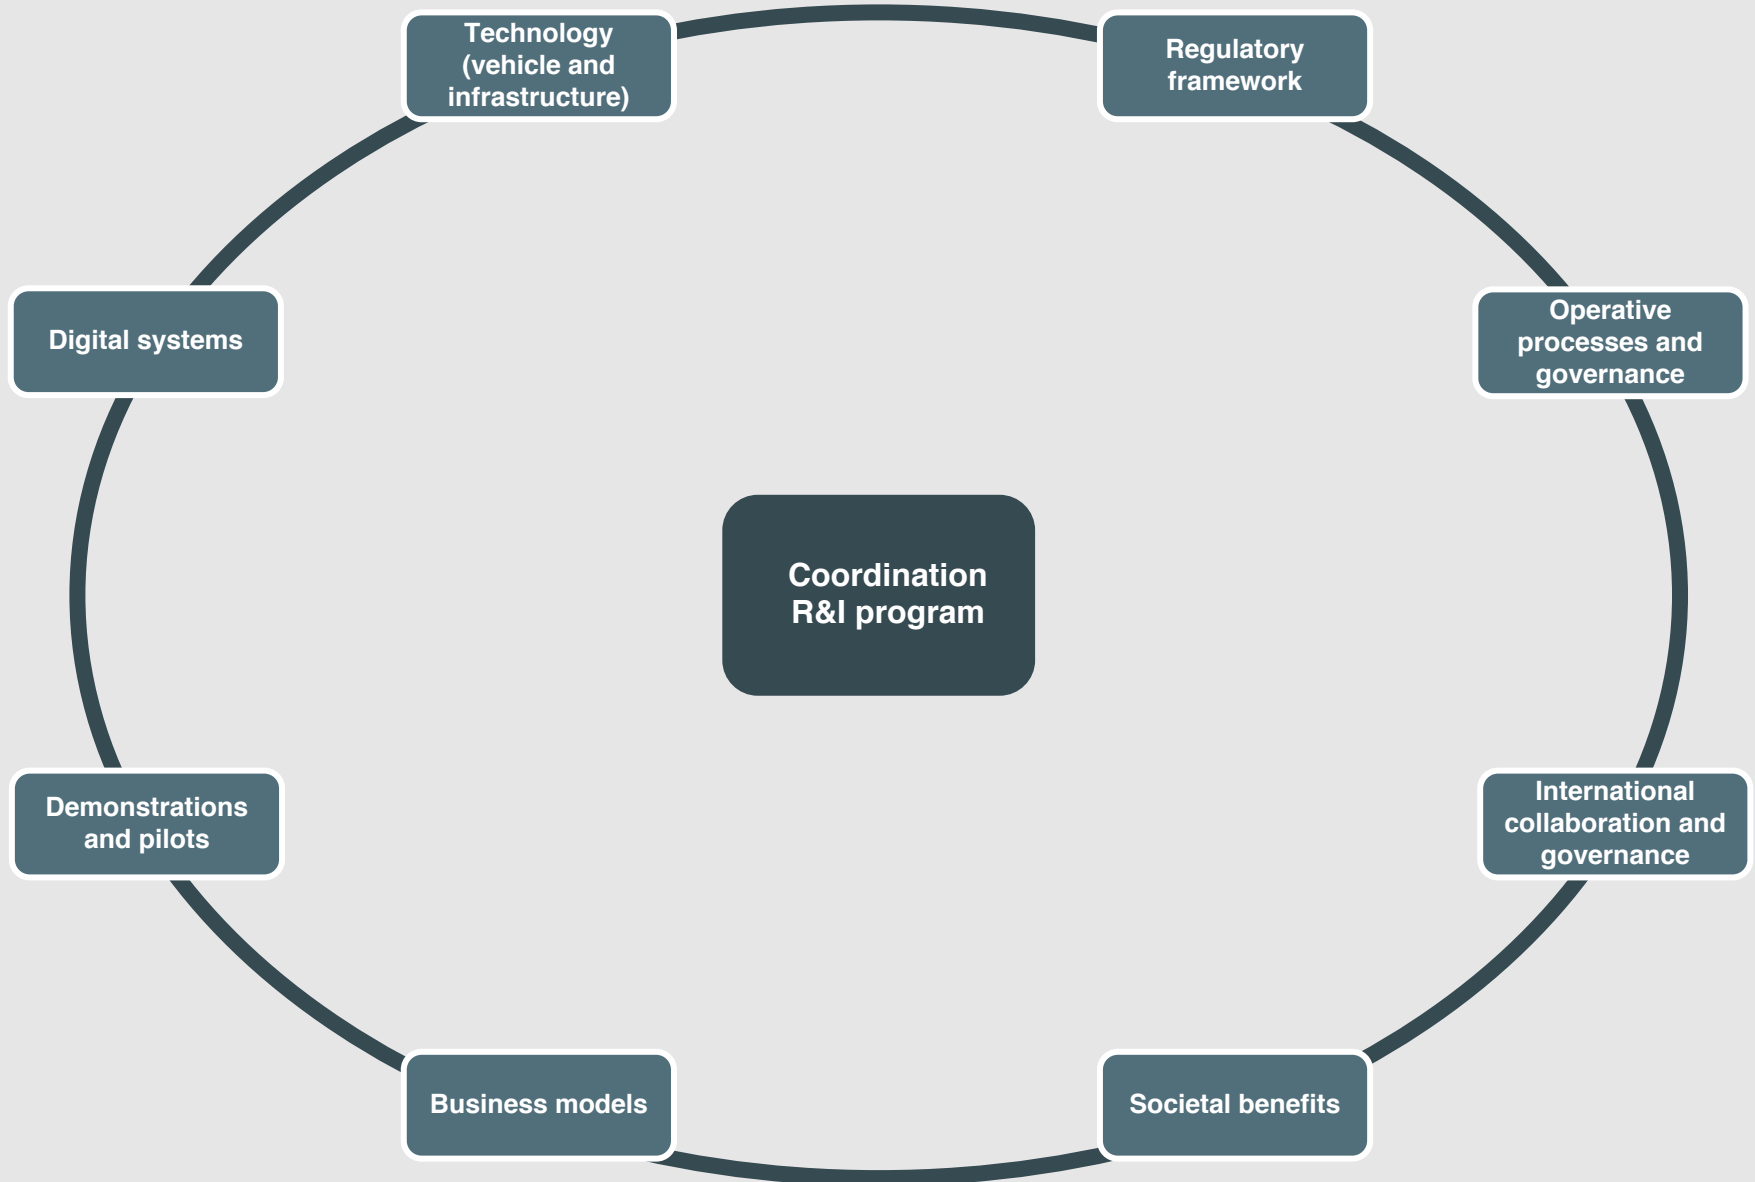 Technology
(vehicle and
infrastructure)
Regulatory
framework
Digital systems
Operative
processes and
governance
Coordination
R&I program
Demonstrations
and pilots
International
collaboration and
governance
Business models
Societal benefits